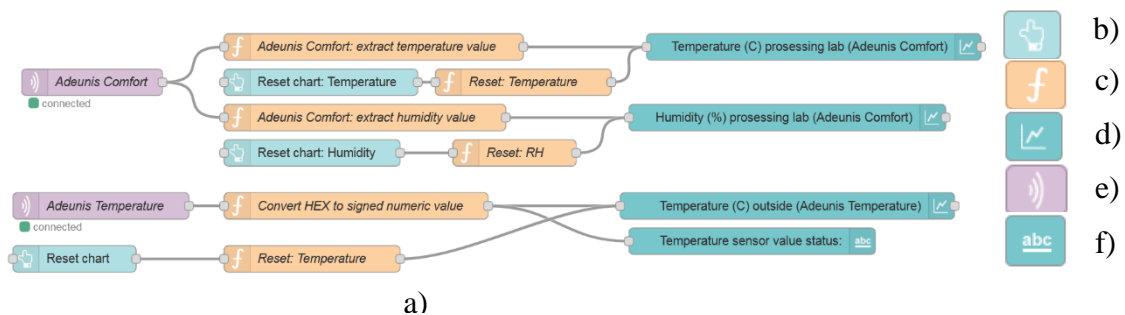 Adeunis Comfort: extract temperature value
Temperature (C) prosessing lab (Adeunis Comfort)
Adeunis Comfort
connected
Reset chart: Temperature
Reset: Temperature
Adeunis Comfort: extract humidity value
Humidity (%) prosessing lab (Adeunis Comfort)
Reset chart: Humidity
Reset: RH
Adeunis Temperature
connected
Convert HEX to signed numeric value
Temperature (C) outside (Adeunis Temperature)
Temperature sensor value status:
abc
Reset chart
Reset: Temperature
a)
b)
c)
d)
e)
abc
f)